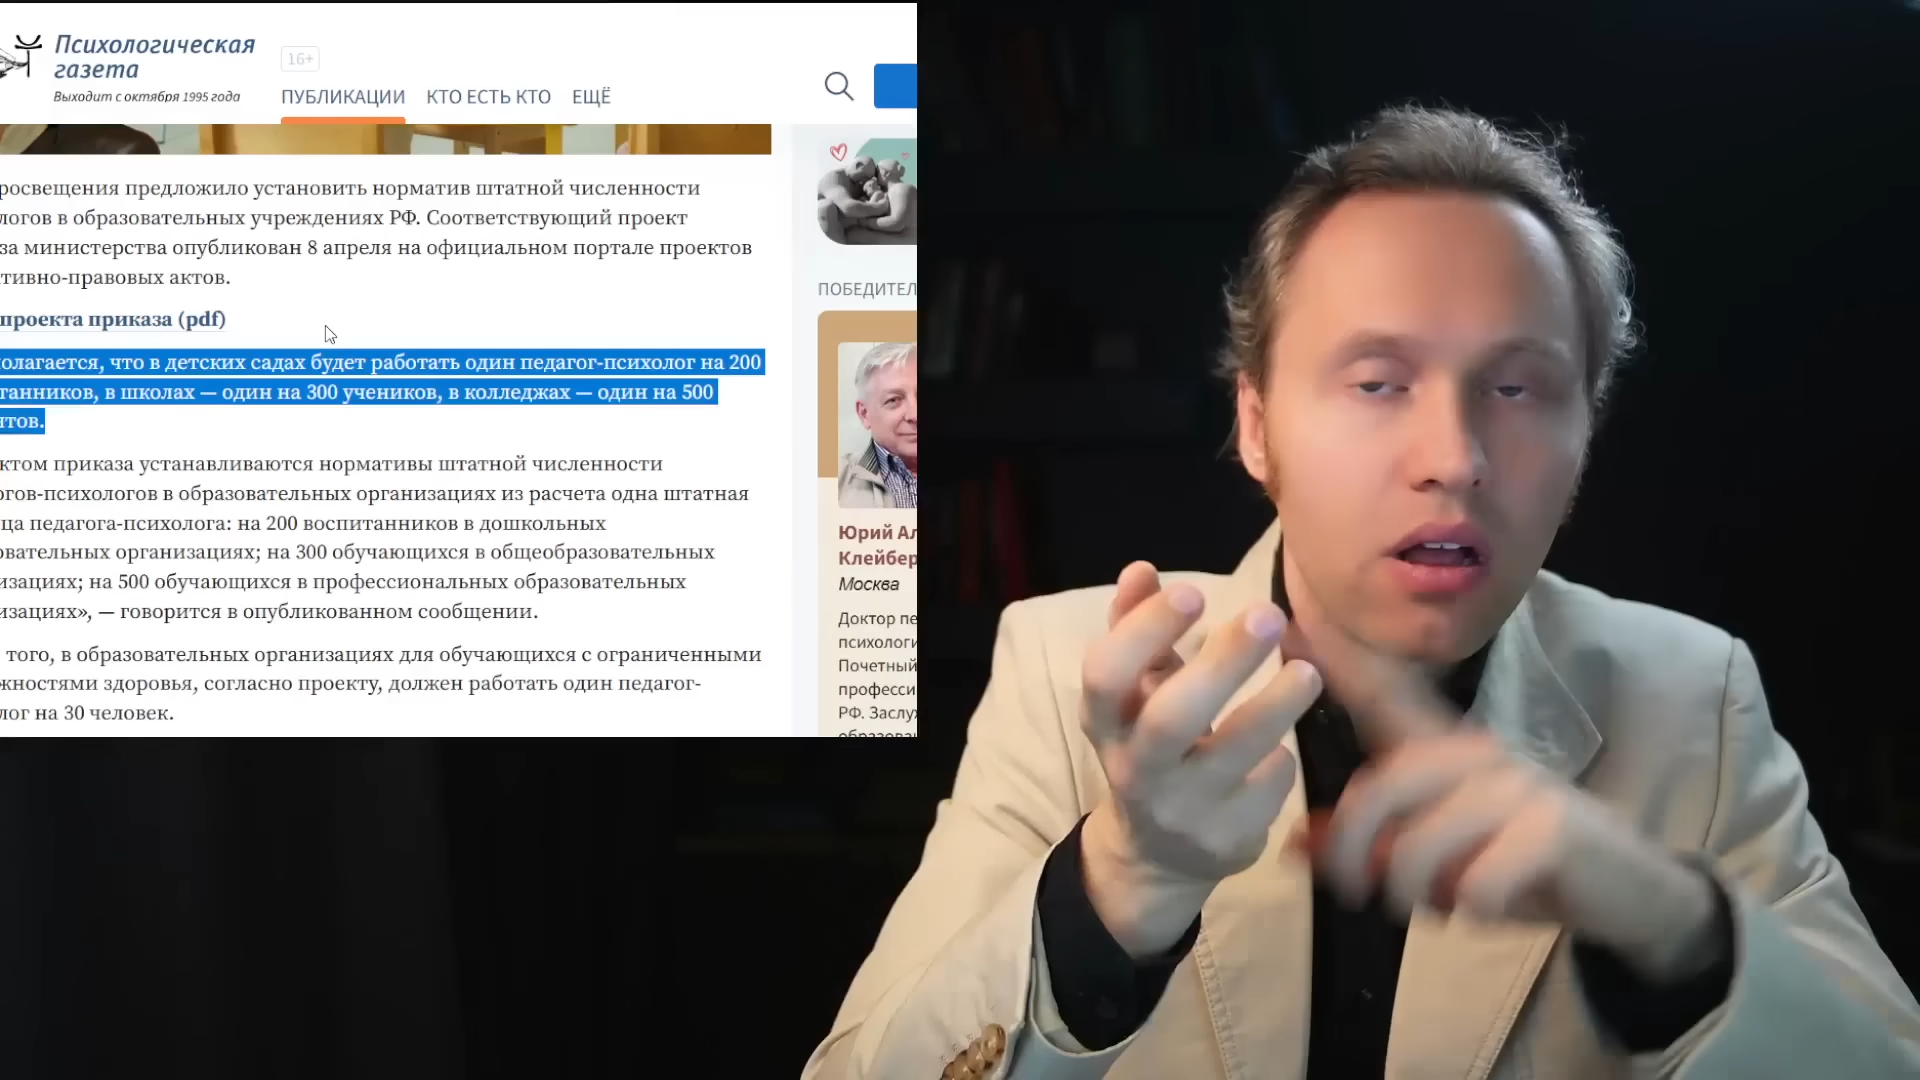 Психологическая
газета
Выходит с октября 1995 года
16+
ПУБЛИКАЦИИ КТО ЕСТЬ КТО ЕЩЁ
росвещения предложило установить норматив штатной численности
логов в образовательных учреждениях РФ. Соответствующий проект
за министерства опубликован 8 апреля на официальном портале проектов
тивно-правовых актов.
проекта приказа (pdf)
олагается, что в детских садах будет работать один педагог-психолог на 200
танников, в школах — один на 300 учеников, в колледжах — один на 500
нтов.
ктом приказа устанавливаются нормативы штатной численности
огов-психологов в образовательных организациях из расчета одна штатная
ца педагога-психолога: на 200 воспитанников в дошкольных
овательных организациях; на 300 обучающихся в общеобразовательных
изациях; на 500 обучающихся в профессиональных образовательных
изациях», — говорится в опубликованном сообщении.
того, в образовательных организациях для обучающихся с ограниченными
жностями здоровья, согласно проекту, должен работать один педагог-
лог на 30 человек.
ПОБЕДИТЕЛ
Юрий Ал
Клейбер
Москва
Доктор пе
психологи
Почетный
професси
РФ. Заслуж
образован